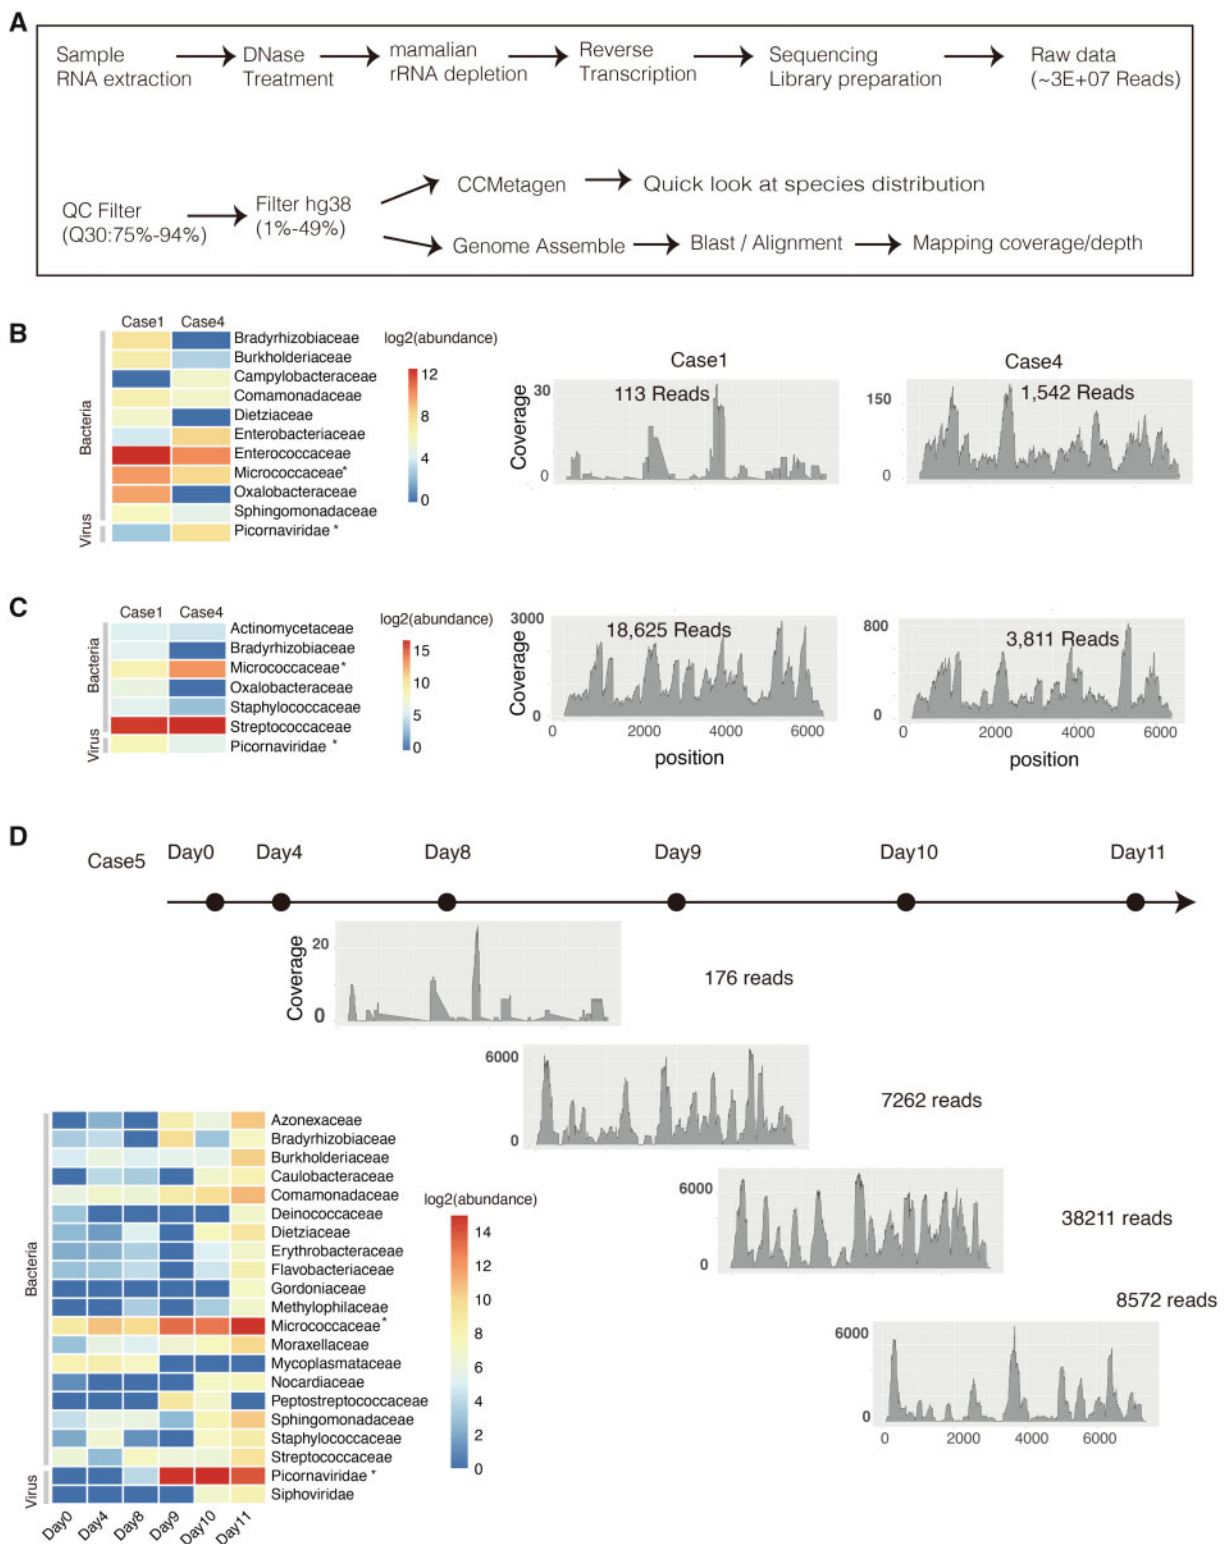 A
Sample
RNA extraction
DNase
Treatment
mamalian
rRNA depletion
Reverse
Transcription
Sequencing
Library preparation
Raw data
(~3E+07 Reads)
QC Filter
(Q30:75%-94%)
Filter hg38
(1%-49%)
CCMetagen
Quick look at species distribution
Genome Assemble
Blast / Alignment
Mapping coverage/depth
B
Case1
Case4
Bacteria
Virus
Bradyrhizobiaceae
Burkholderiaceae
Campylobacteraceae
Comamonadaceae
Dietziaceae
Enterobacteriaceae
Enterococcaceae
Micrococcaceae*
Oxalobacteraceae
Sphingomonadaceae
Picornaviridae *
log2(abundance)
12
8
4
0
Case1
Coverage
30
0
113 Reads
Case4
150
0
1,542 Reads
C
Case1
Case4
Bacteria
Virus
Actinomycetaceae
Bradyrhizobiaceae
Micrococcaceae*
Oxalobacteraceae
Staphylococcaceae
Streptococcaceae
Picornaviridae *
log2(abundance)
15
10
5
0
Coverage
3000
0
18,625 Reads
0
2000
4000
6000
position
800
0
3,811 Reads
0
2000
4000
6000
position
D
Case5
Day0
Day4
Day8
Day9
Day10
Day11
Coverage
20
0
176 reads
6000
0
7262 reads
6000
0
38211 reads
8572 reads
6000
0
0
2000
4000
6000
Bacteria
Virus
Azonexaceae
Bradyrhizobiaceae
Burkholderiaceae
Caulobacteraceae
Comamonadaceae
Deinococcaceae
Dietziaceae
Erythrobacteraceae
Flavobacteriaceae
Gordoniaceae
Methylophilaceae
Micrococcaceae*
Moraxellaceae
Mycoplasmataceae
Nocardiaceae
Peptostreptococcaceae
Sphingomonadaceae
Staphylococcaceae
Streptococcaceae
Picornaviridae *
Siphoviridae
Day0
Day4
Day8
Day9
Day10
Day11
log2(abundance)
14
12
10
8
6
4
2
0